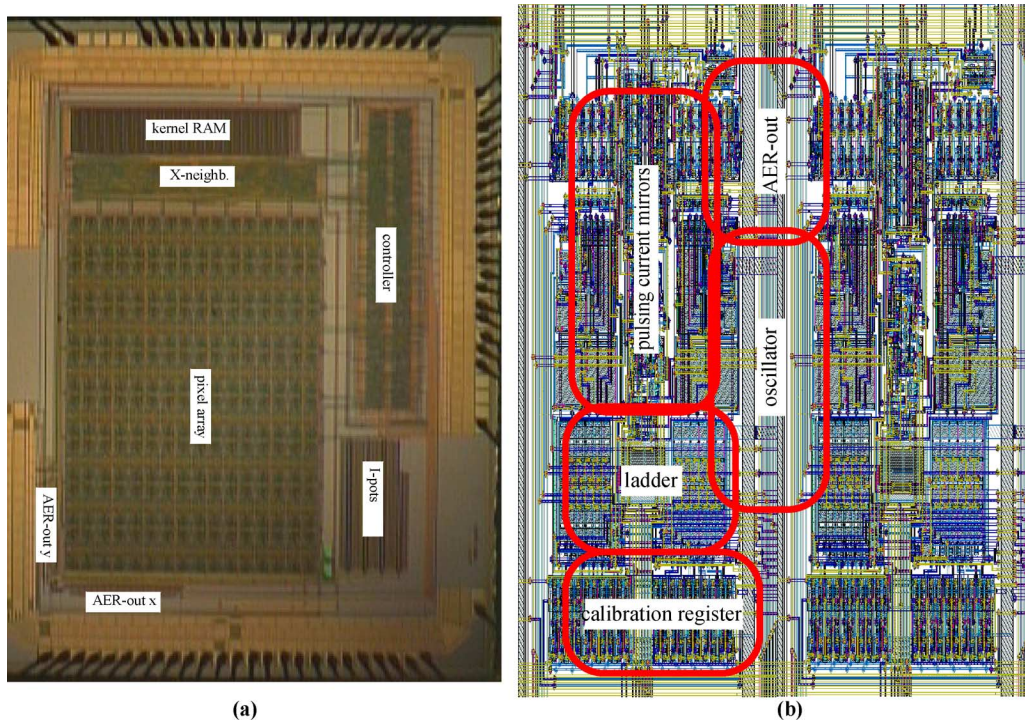 kernel RAM
X-neighb.
controller
pixel array
I-pots
AER-out y
AER-out x
(a)
AER-out
pulsing current mirrors
oscillator
ladder
calibration register
(b)